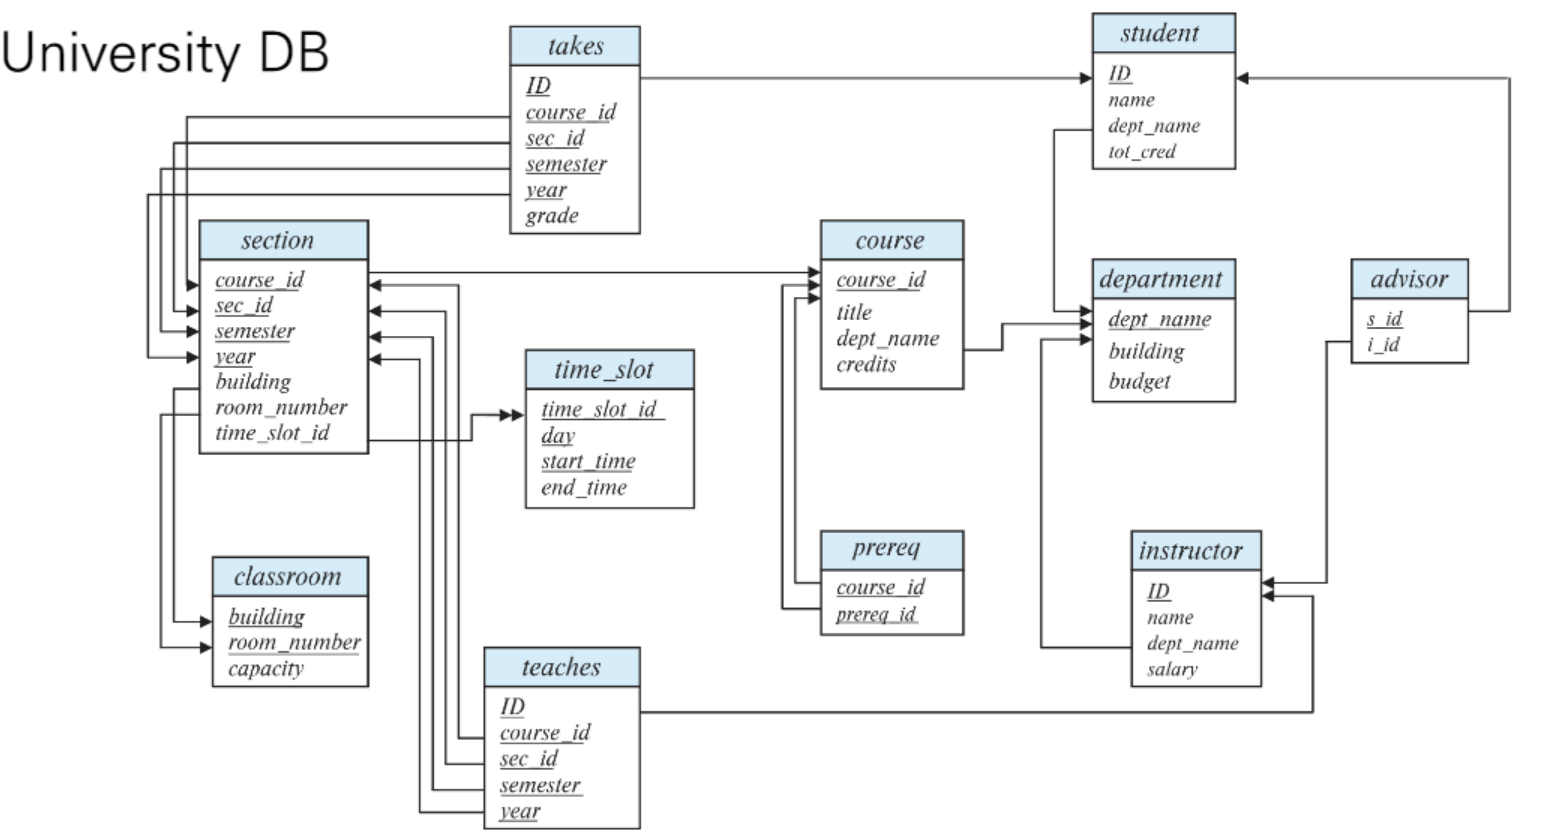 University DB
takes
ID
course_id
sec_id
semester
year
grade
student
ID
name
dept_name
tot_cred
section
course_id
sec_id
semester
year
building
room_number
time_slot_id
course
course_id
title
dept_name
credits
department
dept_name
building
budget
advisor
s_id
i_id
time_slot
time_slot_id
day
start_time
end_time
prereq
course_id
prereq_id
instructor
ID
name
dept_name
salary
classroom
building
room_number
capacity
teaches
ID
course_id
sec_id
semester
year